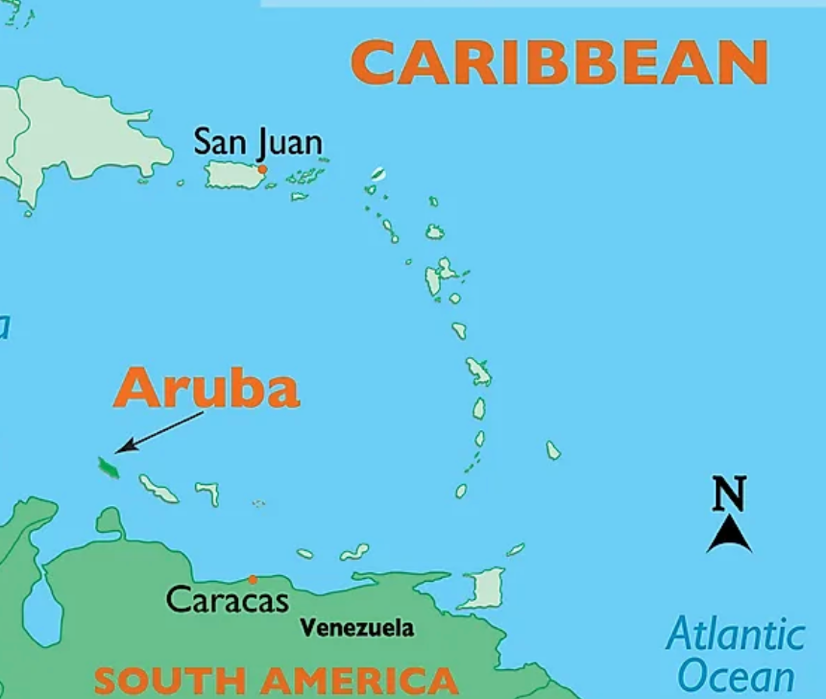 CARIBBEAN
San Juan
a
Aruba
N
Caracas
Venezuela
Atlantic
Ocean
SOUTH AMERICA